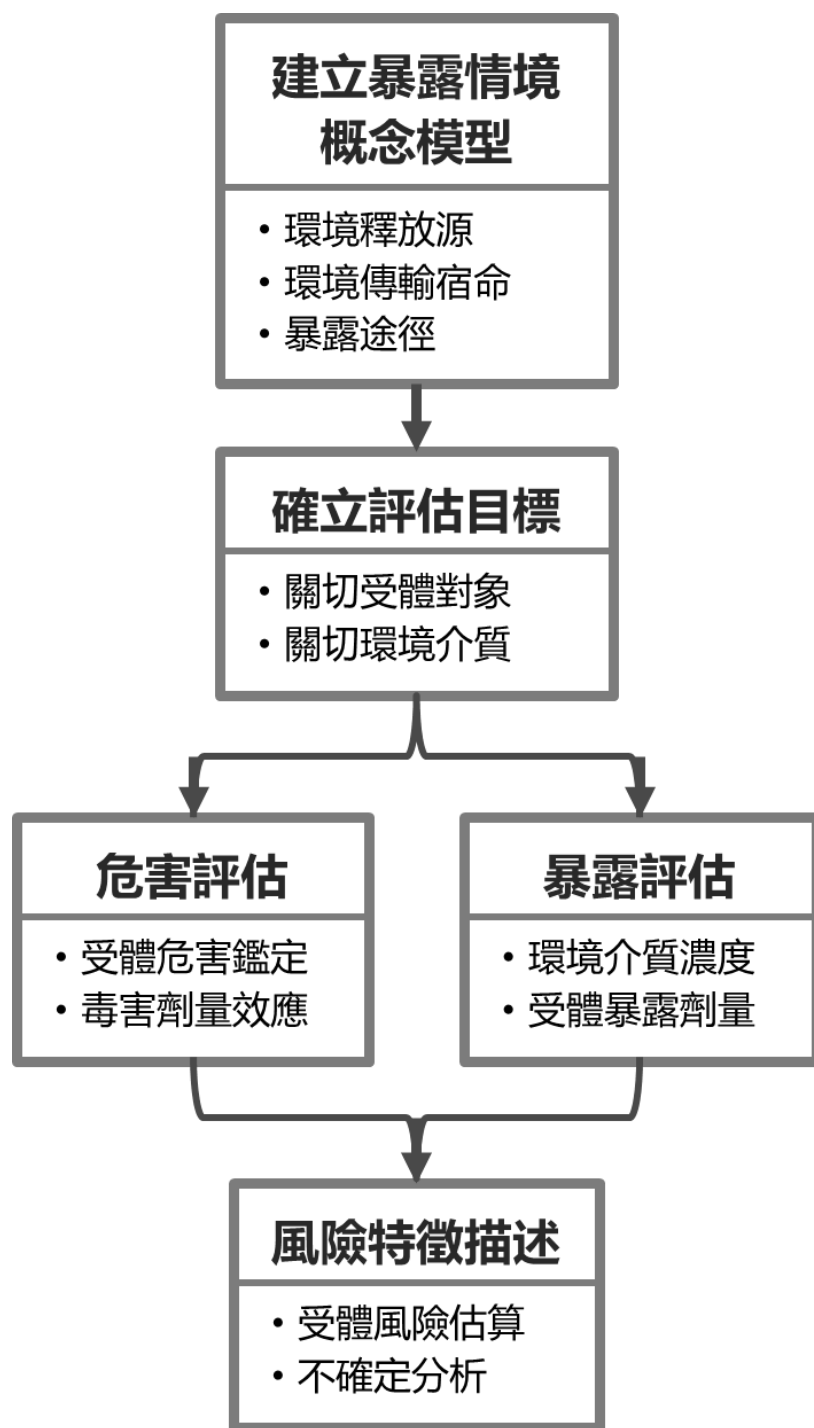 建立暴露情境
概念模型
• 環境釋放源
• 環境傳輸宿命
• 暴露途徑
確立評估目標
• 關切受體對象
• 關切環境介質
危害評估
• 受體危害鑑定
• 毒害劑量效應
暴露評估
• 環境介質濃度
• 受體暴露劑量
風險特徵描述
• 受體風險估算
• 不確定分析